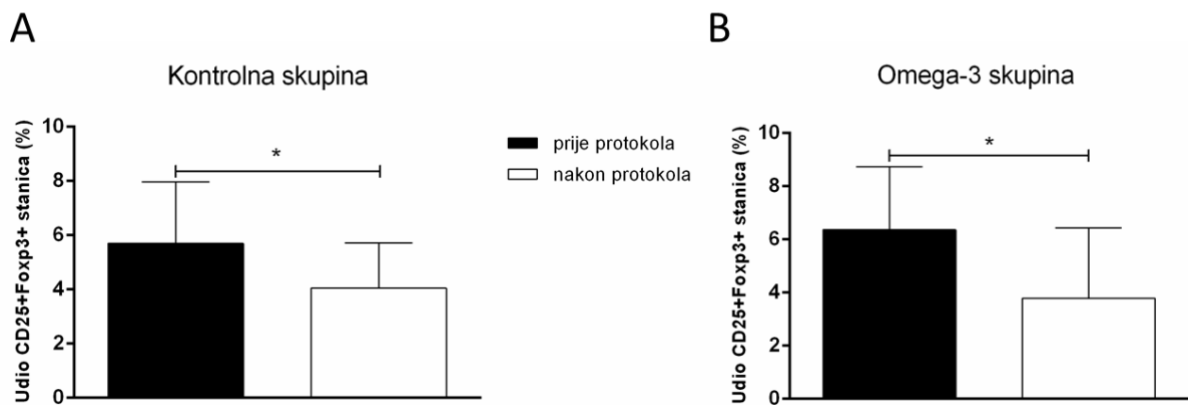 A
Kontrolna skupina
Udio CD25+Foxp3+ stanica (%)
10
8
6
4
2
0
*
prije protokola
nakon protokola
B
Omega-3 skupina
Udio CD25+Foxp3+ stanica (%)
10
8
6
4
2
0
*